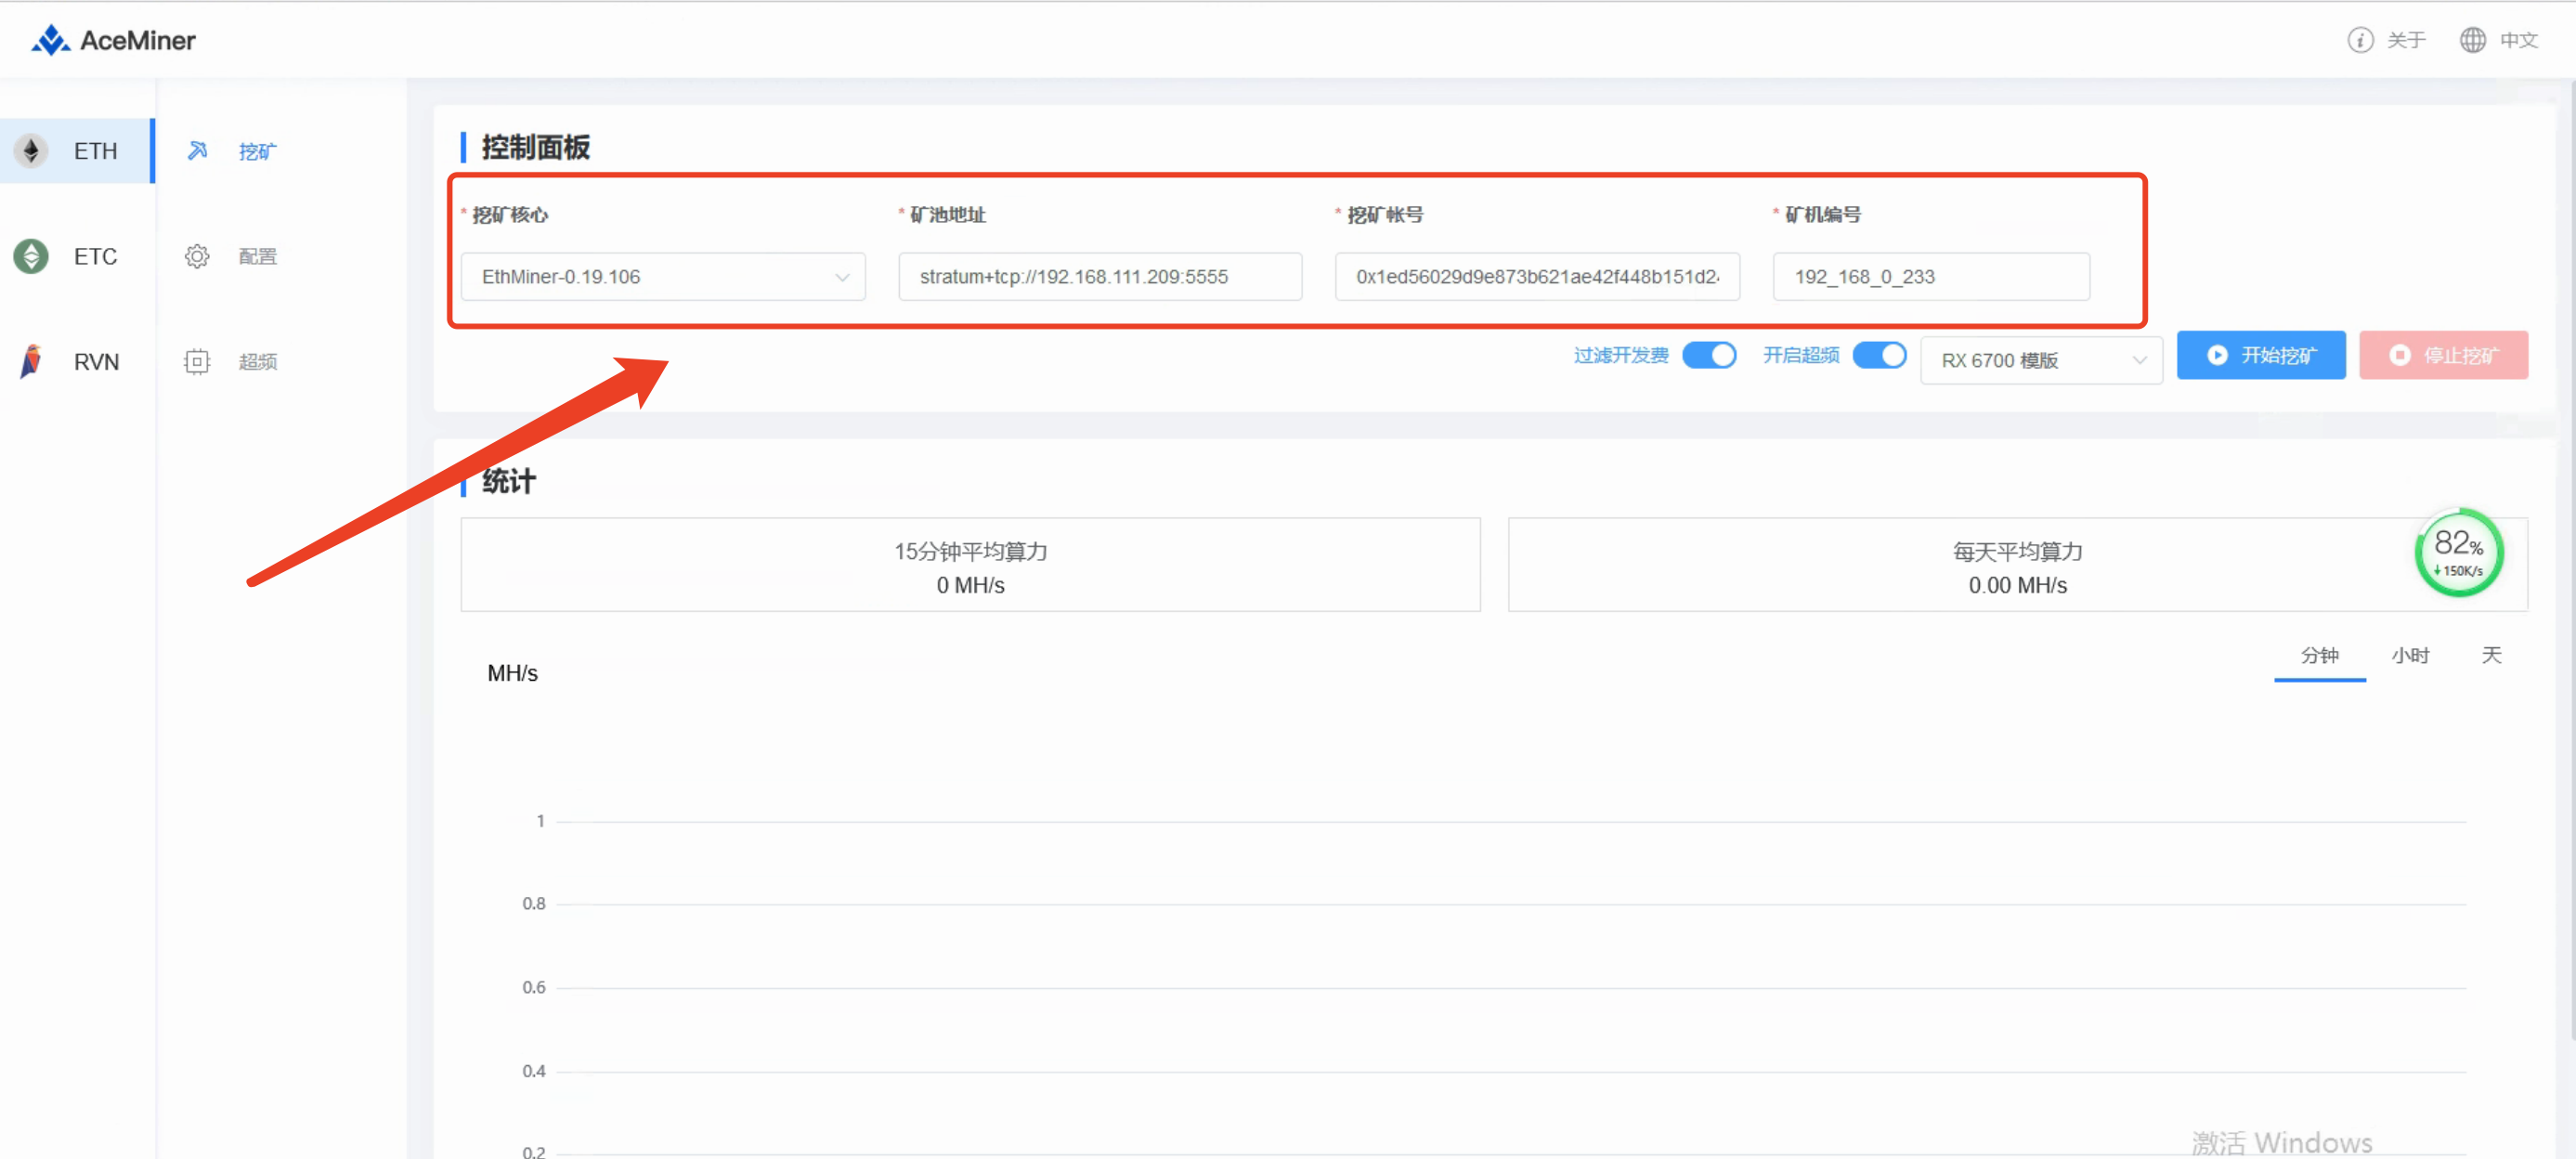 AceMiner
关于
中文
ETH
ETC
RVN
挖矿
配置
超频
控制面板
* 挖矿核心
* 矿池地址
* 挖矿帐号
* 矿机编号
EthMiner-0.19.106
stratum+tcp://192.168.111.209:5555
0x1ed56029d9e873b621ae42f448b151d2
192_168_0_233
过滤开发费
开启超频
RX 6700 模版
开始挖矿
停止挖矿
统计
15分钟平均算力
0 MH/s
每天平均算力
0.00 MH/s
82%
150K/s
分钟
小时
天
MH/s
1
0.8
0.6
0.4
0.2
激活 Windows